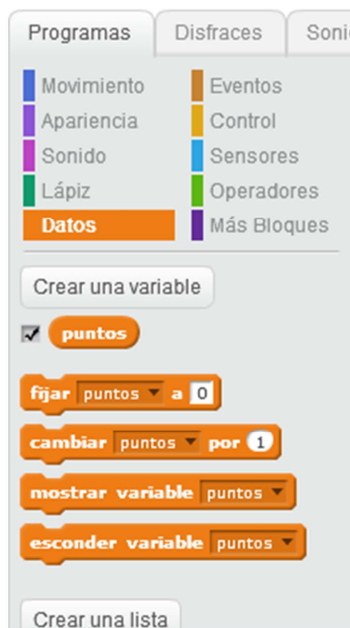 Programas Disfraces Soni
Movimiento Eventos
Apariencia Control
Sonido Sensores
Lápiz Operadores
Datos Más Bloques
Crear una variable
puntos
fijar puntos a 0
cambiar puntos por 1
mostrar variable puntos
esconder variable puntos
Crear una lista